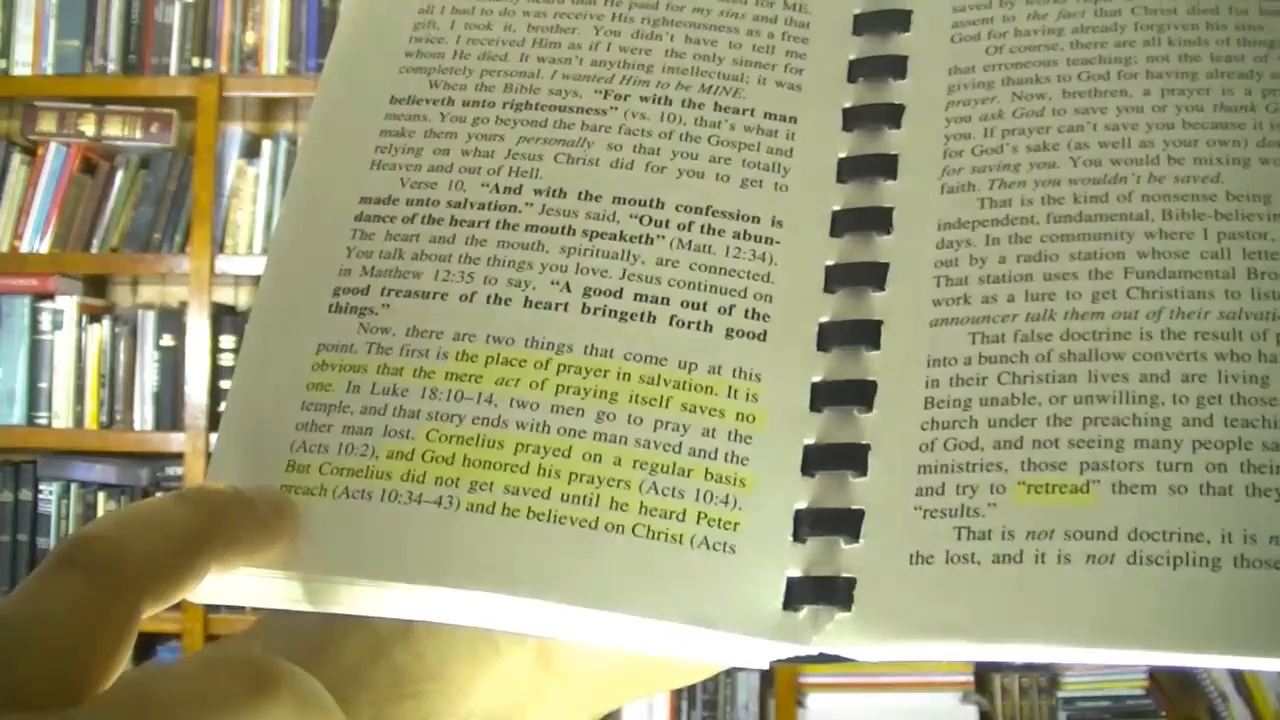 that He paid for my sins and that
all I had to do was receive His righteousness as a free
gift. I took it, brother. You didn't have to tell me
twice. I received Him as if I were the only sinner for
whom He died. It wasn't anything intellectual; it was
completely personal. I wanted Him to be MINE.
When the Bible says, “For with the heart man
believeth unto righteousness” (vs. 10), that's what it
means. You go beyond the bare facts of the Gospel and
make them yours personally so that you are totally
relying on what Jesus Christ did for you to get to
Heaven and out of Hell.
Verse 10, “And with the mouth confession is
made unto salvation.” Jesus said, “Out of the abun-
dance of the heart the mouth speaketh” (Matt. 12:34).
The heart and the mouth, spiritually, are connected.
You talk about the things you love. Jesus continued on
in Matthew 12:35 to say, “A good man out of the
good treasure of the heart bringeth forth good
things.”
Now, there are two things that come up at this
point. The first is the place of prayer in salvation. It is
obvious that the mere act of praying itself saves no
one. In Luke 18:10–14, two men go to pray at the
temple, and that story ends with one man saved and the
other man lost. Cornelius prayed on a regular basis
(Acts 10:2), and God honored his prayers (Acts 10:4).
But Cornelius did not get saved until he heard Peter
preach (Acts 10:34–43) and he believed on Christ (Acts
saved by
assent to the fact that Christ died for
God for having already forgiven his sins
Of course, there are all kinds of
that erroneous teaching; not the least of
giving thanks to God for having already
prayer. Now, brethren, a prayer is a
you ask God to save you or you thank
you. If prayer can't save you because it
for God's sake (as well as your own)
for saving you. You would be mixing
faith. Then you wouldn't be saved.
That is the kind of nonsense being
independent, fundamental,
days. In the community where I pastor,
out by a radio station whose call
That station uses the Fundamental
work as a lure to get Christians to
announcer talk them out of their
That false doctrine is the result of
into a bunch of shallow converts who
in their Christian lives and are living
Being unable, or unwilling, to get those
church under the preaching and
of God, and not seeing many people
ministries, those pastors turn on their
and try to “retread” them so that they
“results.”
That is not sound doctrine, it is
the lost, and it is not discipling those